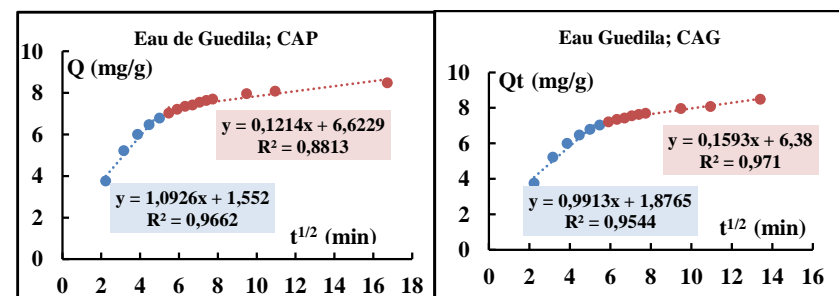 Eau de Guedila; CAP
Q (mg/g)
10
8
6
4
2
0
y = 0,1214x + 6,6229
R² = 0,8813
y = 1,0926x + 1,552
R² = 0,9662
t^1/2 (min)
0 2 4 6 8 10 12 14 16 18
Eau Guedila; CAG
Qt (mg/g)
10
8
6
4
2
0
y = 0,1593x + 6,38
R² = 0,971
y = 0,9913x + 1,8765
R² = 0,9544
t^1/2 (min)
0 2 4 6 8 10 12 14 16